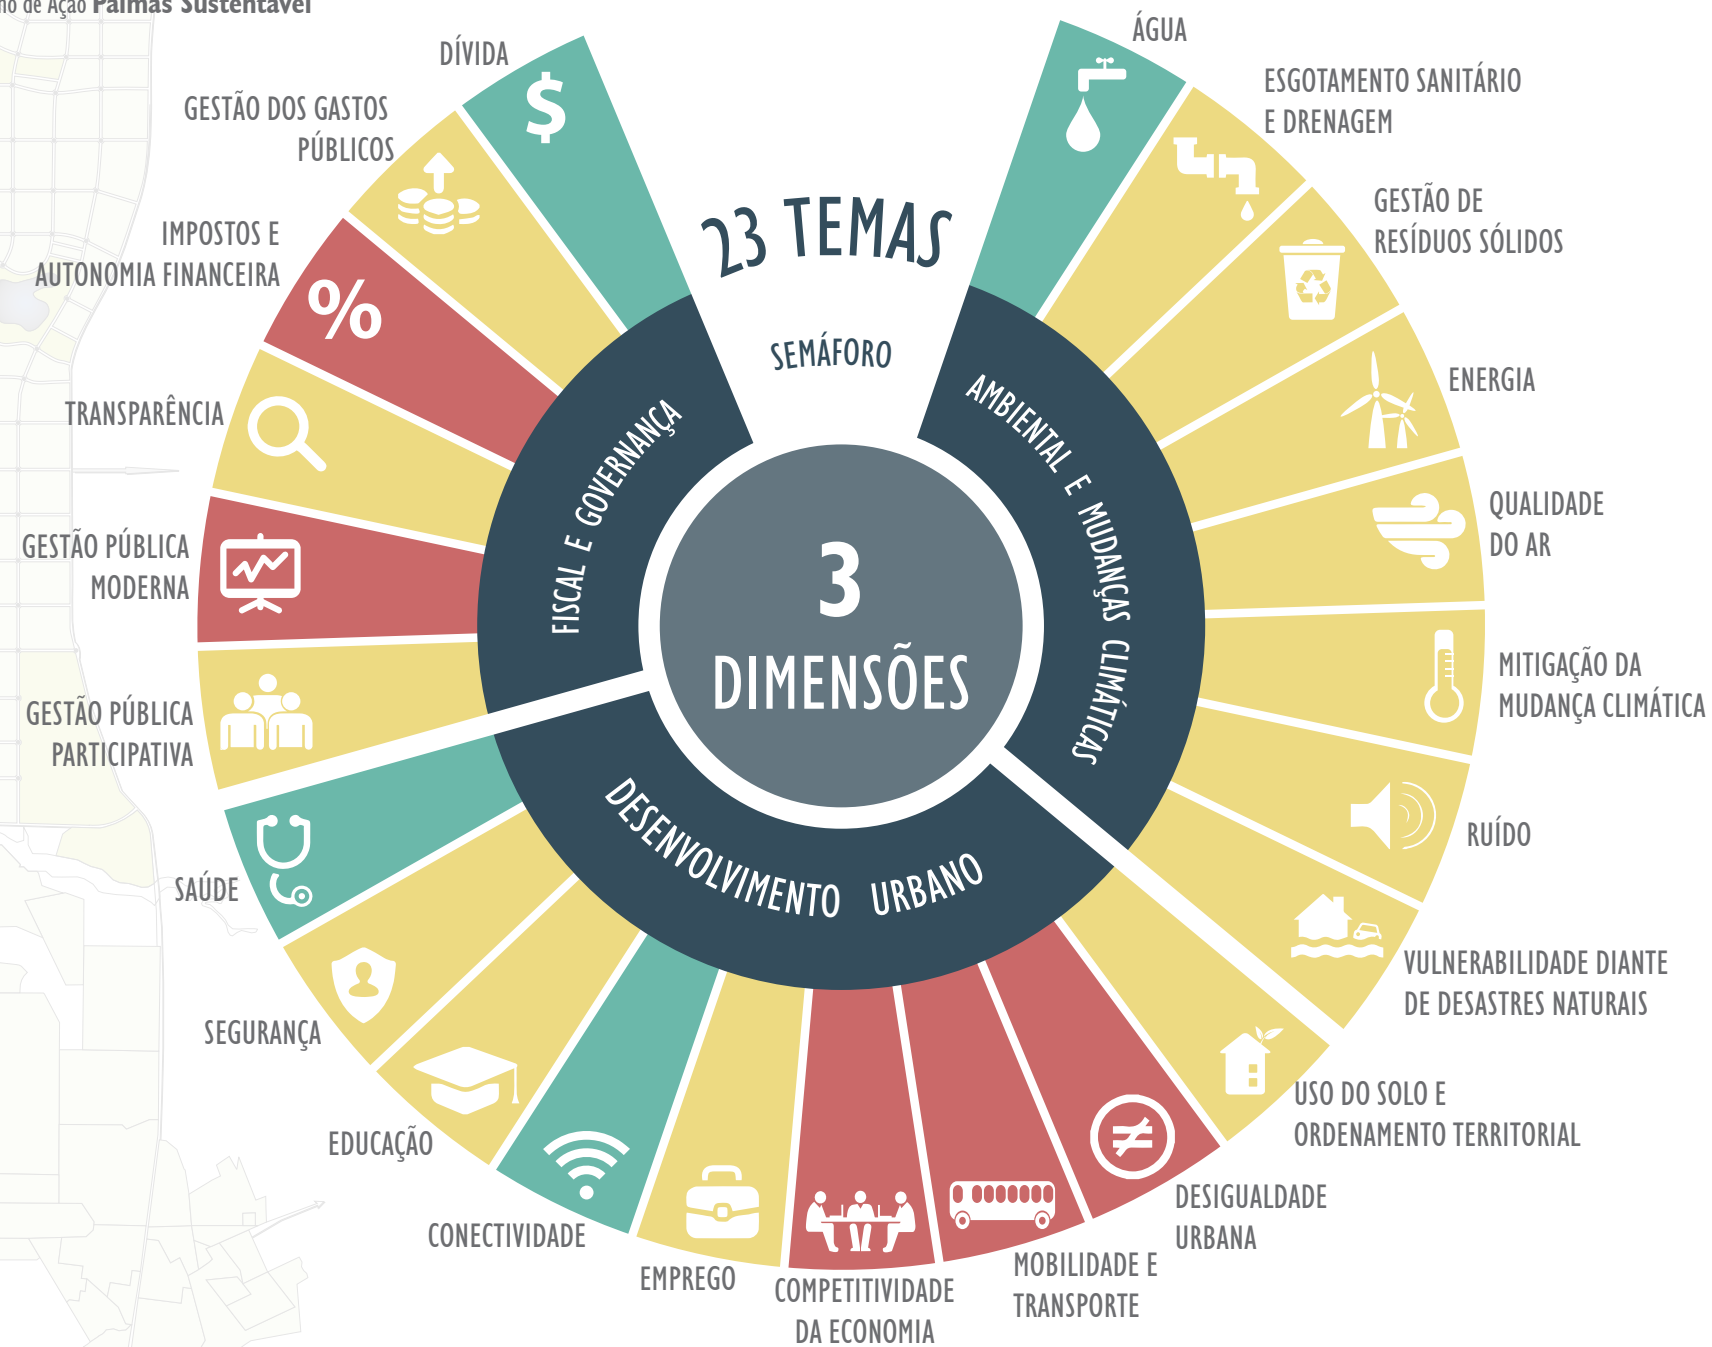 de Ação Palmas Sustentável
23 TEMAS
SEMÁFORO
3
DIMENSÕES
AMBIENTAL E MUDANÇAS CLIMÁTICAS
ÁGUA
ESGOTAMENTO SANITÁRIO
E DRENAGEM
GESTÃO DE
RESÍDUOS SÓLIDOS
ENERGIA
QUALIDADE
DO AR
MITIGAÇÃO DA
MUDANÇA CLIMÁTICA
RUÍDO
VULNERABILIDADE DIANTE
DE DESASTRES NATURAIS
DESENVOLVIMENTO URBANO
USO DO SOLO E
ORDENAMENTO TERRITORIAL
DESIGUALDADE
URBANA
MOBILIDADE E
TRANSPORTE
COMPETITIVIDADE
DA ECONOMIA
EMPREGO
CONECTIVIDADE
EDUCAÇÃO
SEGURANÇA
SAÚDE
FISCAL E GOVERNANÇA
GESTÃO PÚBLICA
PARTICIPATIVA
GESTÃO PÚBLICA
MODERNA
TRANSPARÊNCIA
IMPOSTOS E
AUTONOMIA FINANCEIRA
%
GESTÃO DOS GASTOS
PÚBLICOS
DÍVIDA
$